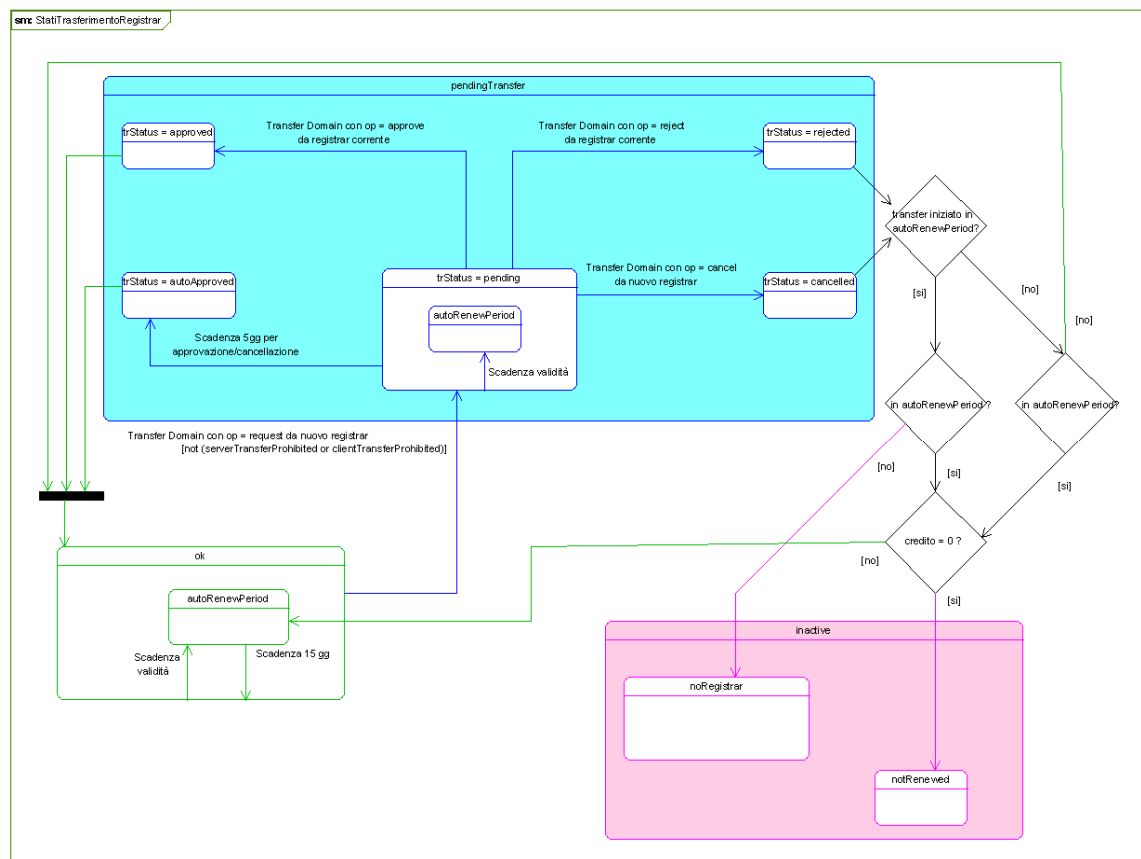 sm: StatiTrasferimentoRegistrar
pendingTransfer
trStatus = approved
Transfer Domain con op = approve
da registrar corrente
Transfer Domain con op = reject
da registrar corrente
trStatus = rejected
transfer iniziato in
autoRenewPeriod?
trStatus = autoApproved
trStatus = pending
Transfer Domain con op = cancel
da nuovo registrar
trStatus = cancelled
[si]
[no]
[no]
autoRenewPeriod
Scadenza 5gg per
approvazione/cancellazione
Scadenza validità
in autoRenewPeriod ?
in autoRenewPeriod?
Transfer Domain con op = request da nuovo registrar
[not (serverTransferProhibited or clientTransferProhibited)]
[no]
[si]
[si]
ok
credito = 0 ?
[no]
[si]
autoRenewPeriod
Scadenza
validità
Scadenza 15 gg
inactive
noRegistrar
notRenewed